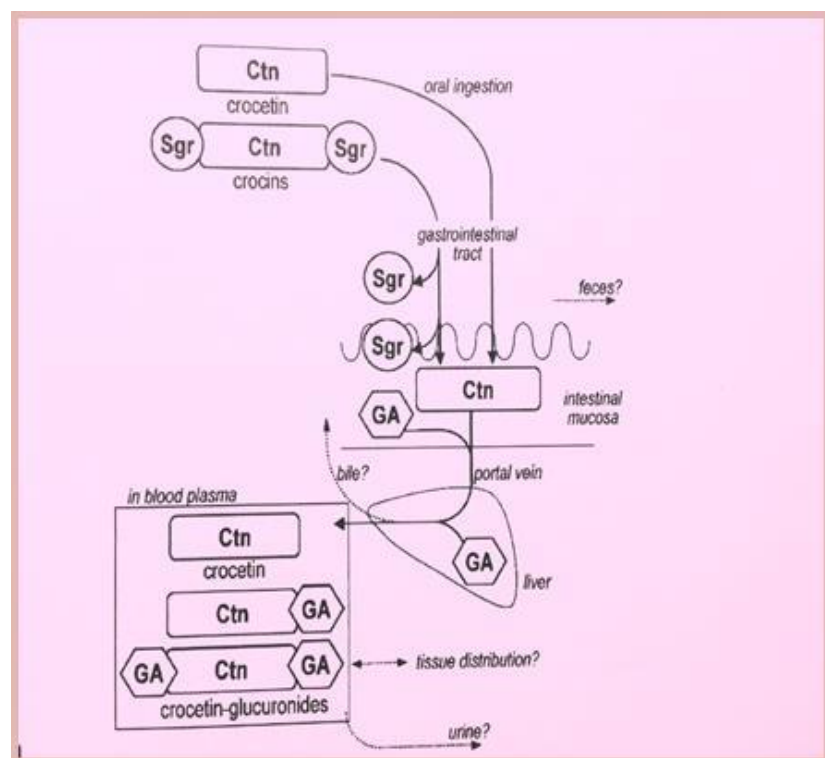 Ctn
crocetin
oral ingestion
Sgr Ctn Sgr
crocins
gastrointestinal
tract
Sgr
feces?
Sgr
Ctn
intestinal
mucosa
GA
bile?
portal vein
in blood plasma
Ctn
crocetin
GA
liver
Ctn GA
GA Ctn GA
tissue distribution?
crocetin-glucuronides
urine?